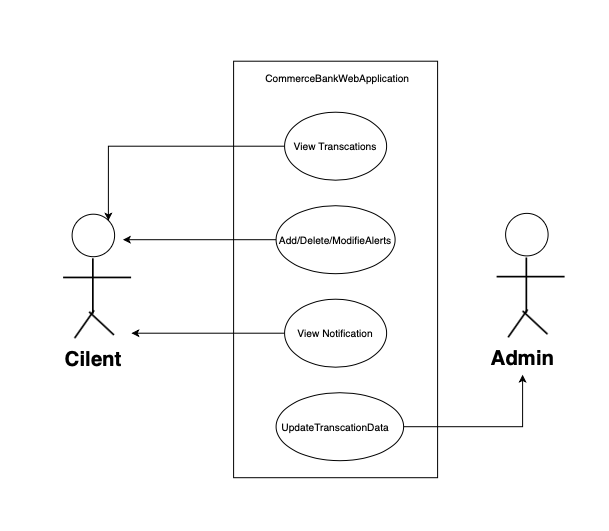 CommerceBankWebApplication
View Transcations
Add/Delete/ModifieAlerts
View Notification
Cilent
Admin
UpdateTranscationData